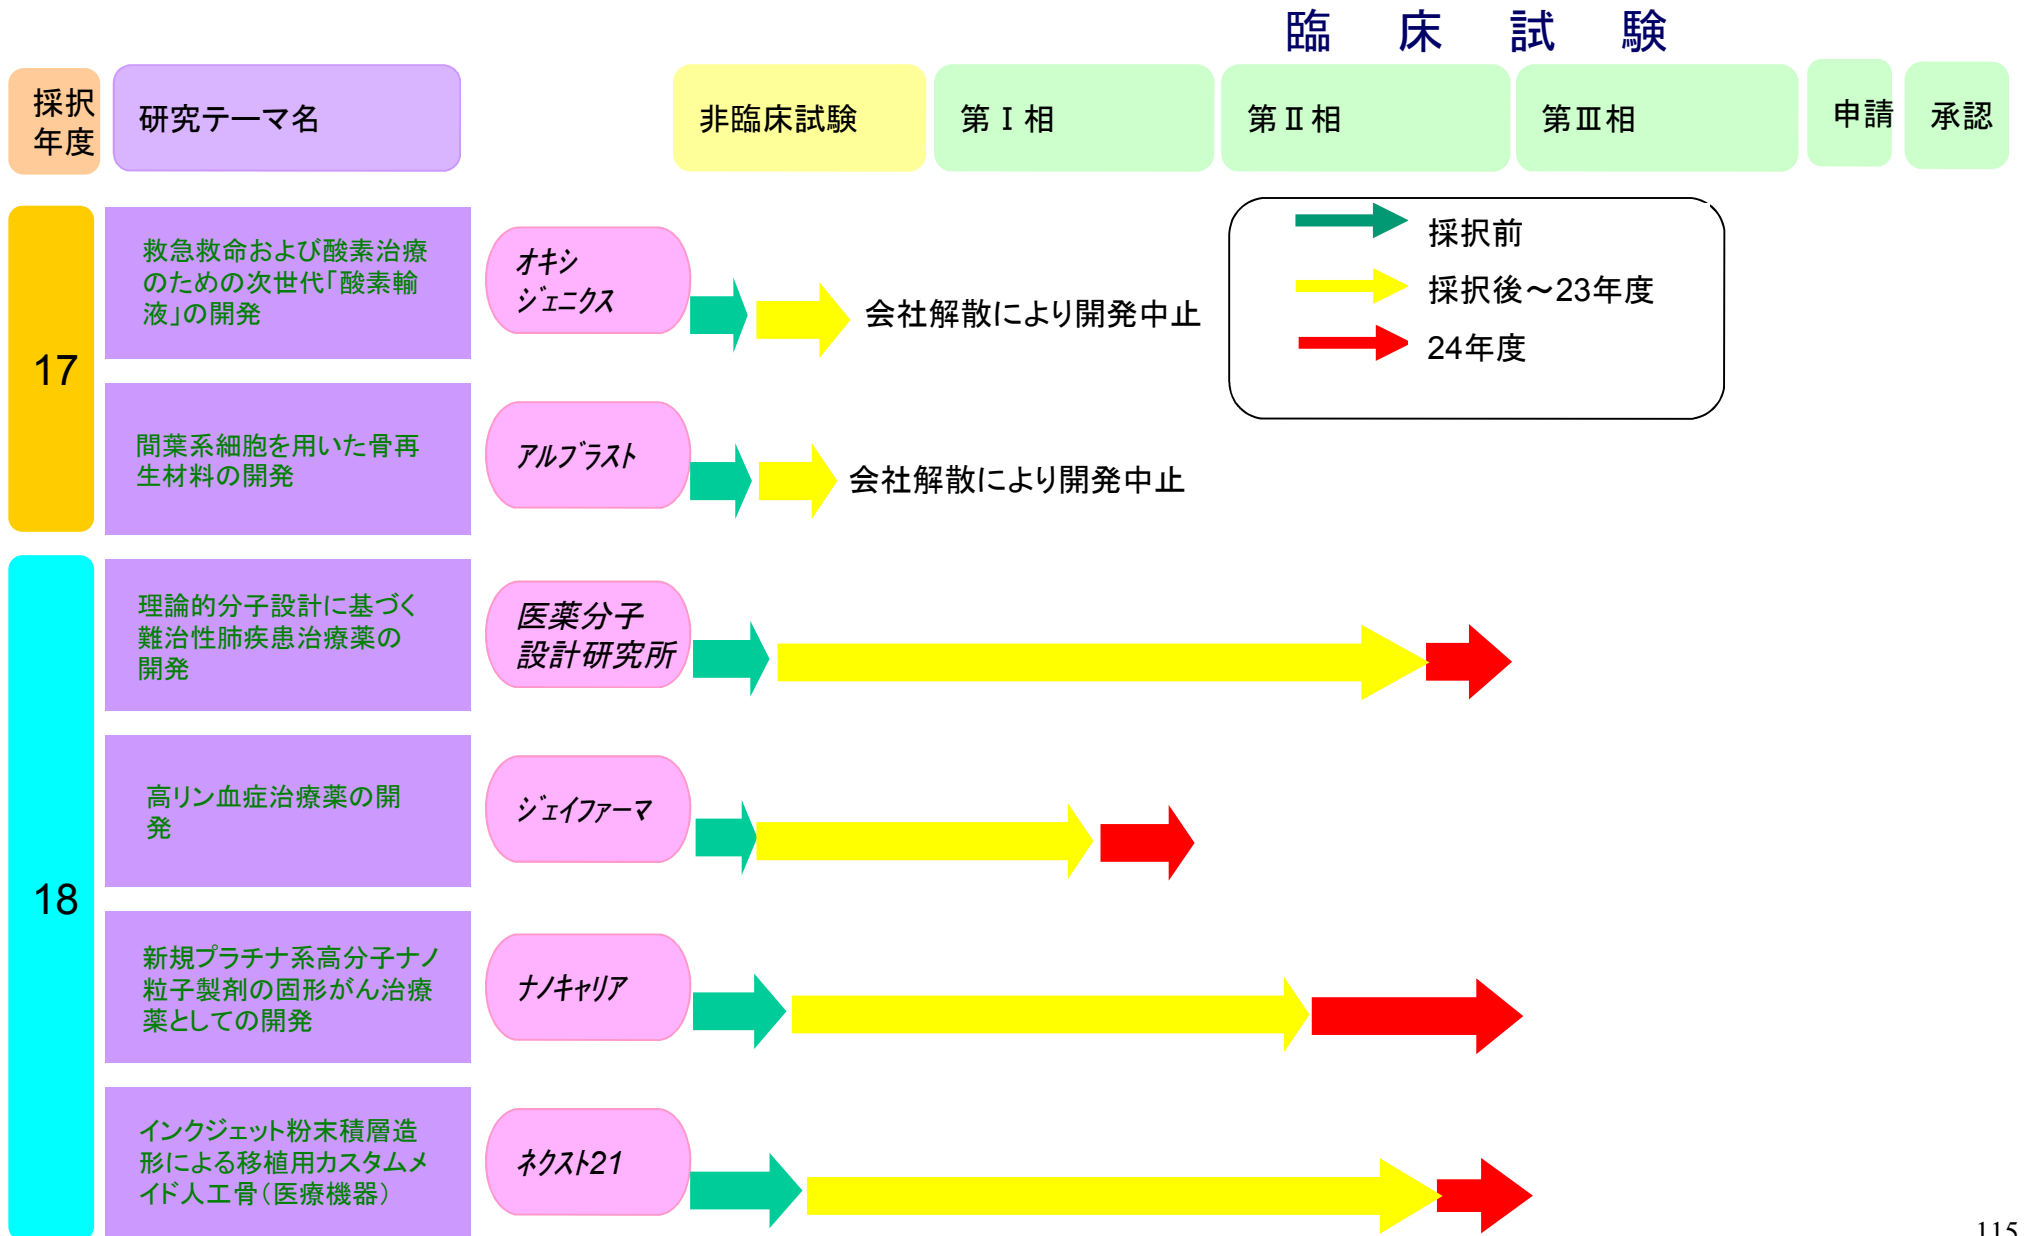 臨床試験
採択
年度
研究テーマ名
非臨床試験
第Ⅰ相
第Ⅱ相
第Ⅲ相
申請
承認
採択前
採択後～23年度
24年度
17
救急救命および酸素治療
のための次世代「酸素輸
液」の開発
オキシ
ジェニクス
会社解散により開発中止
間葉系細胞を用いた骨再
生材料の開発
アルブラスト
会社解散により開発中止
18
理論的分子設計に基づく
難治性肺疾患治療薬の
開発
医薬分子
設計研究所
高リン血症治療薬の開
発
ジェイファーマ
新規プラチナ系高分子ナノ
粒子製剤の固形がん治療
薬としての開発
ナノキャリア
インクジェット粉末積層造
形による移植用カスタムメ
イド人工骨（医療機器）
ネクスト21
115